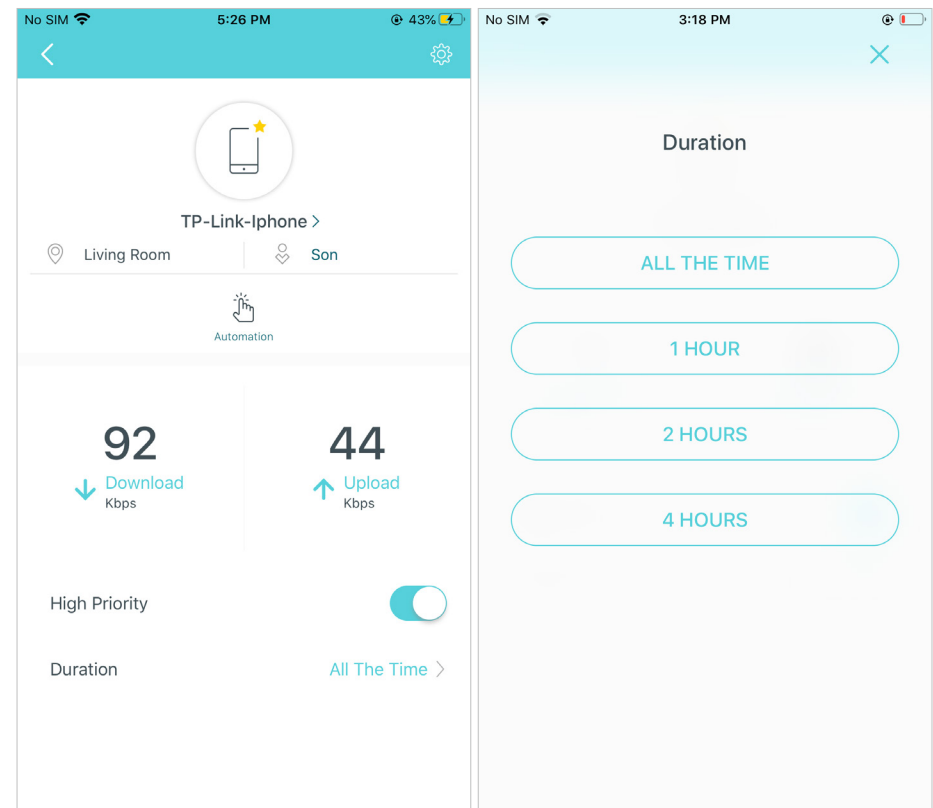 No SIM 5:26 PM 43%
TP-Link-Iphone >
Living Room Son
Automation
92 44
Download Upload
Kbps Kbps
High Priority
Duration All The Time >
No SIM 3:18 PM
Duration
ALL THE TIME
1 HOUR
2 HOURS
4 HOURS